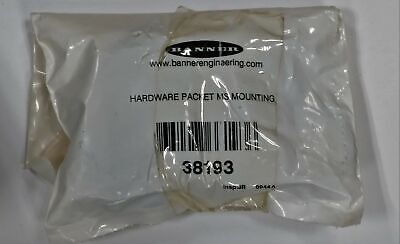 BANNER
www.bannerengineering.com
HARDWARE PACKET MS MOUNTING
38193